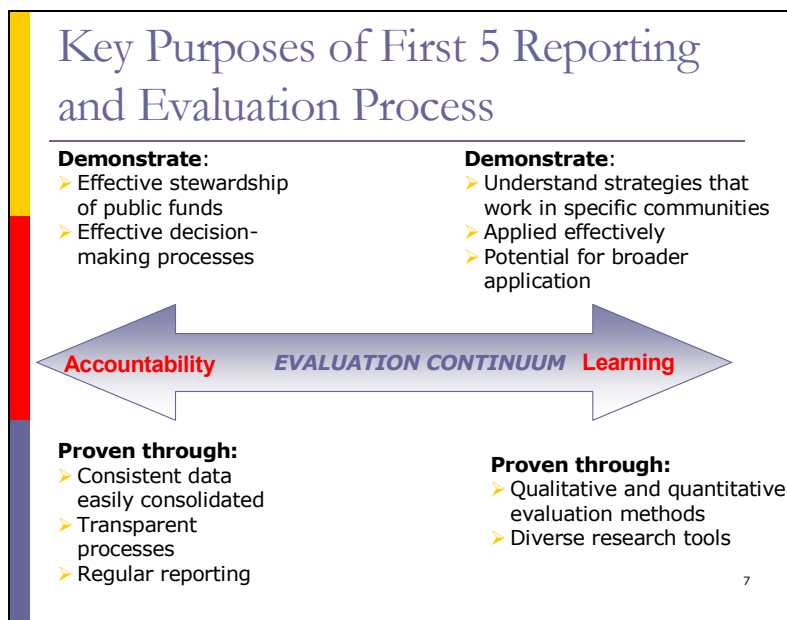 Key Purposes of First 5 Reporting
and Evaluation Process
Demonstrate:
Effective stewardship
of public funds
Effective decision-
making processes
Demonstrate:
Understand strategies that
work in specific communities
Applied effectively
Potential for broader
application
Accountability
EVALUATION CONTINUUM
Learning
Proven through:
Consistent data
easily consolidated
Transparent
processes
Regular reporting
Proven through:
Qualitative and quantitative
evaluation methods
Diverse research tools
7